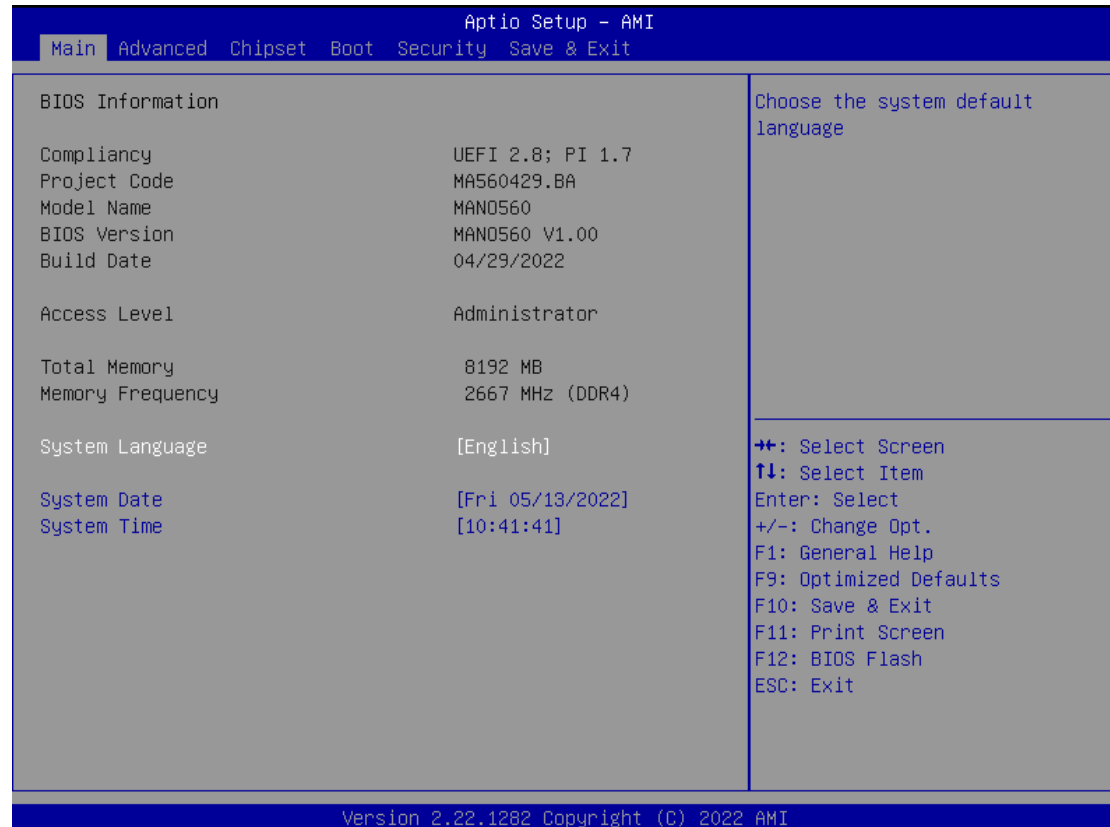 Aptio Setup – AMI
Main Advanced Chipset Boot Security Save & Exit
BIOS Information
Compliancy UEFI 2.8; PI 1.7
Project Code MA560429.BA
Model Name MANO560
BIOS Version MANO560 V1.00
Build Date 04/29/2022
Access Level Administrator
Total Memory 8192 MB
Memory Frequency 2667 MHz (DDR4)
System Language [English]
System Date [Fri 05/13/2022]
System Time [10:41:41]
Choose the system default
language
→←: Select Screen
↑↓: Select Item
Enter: Select
+/-: Change Opt.
F1: General Help
F9: Optimized Defaults
F10: Save & Exit
F11: Print Screen
F12: BIOS Flash
ESC: Exit
Version 2.22.1282 Copyright (C) 2022 AMI